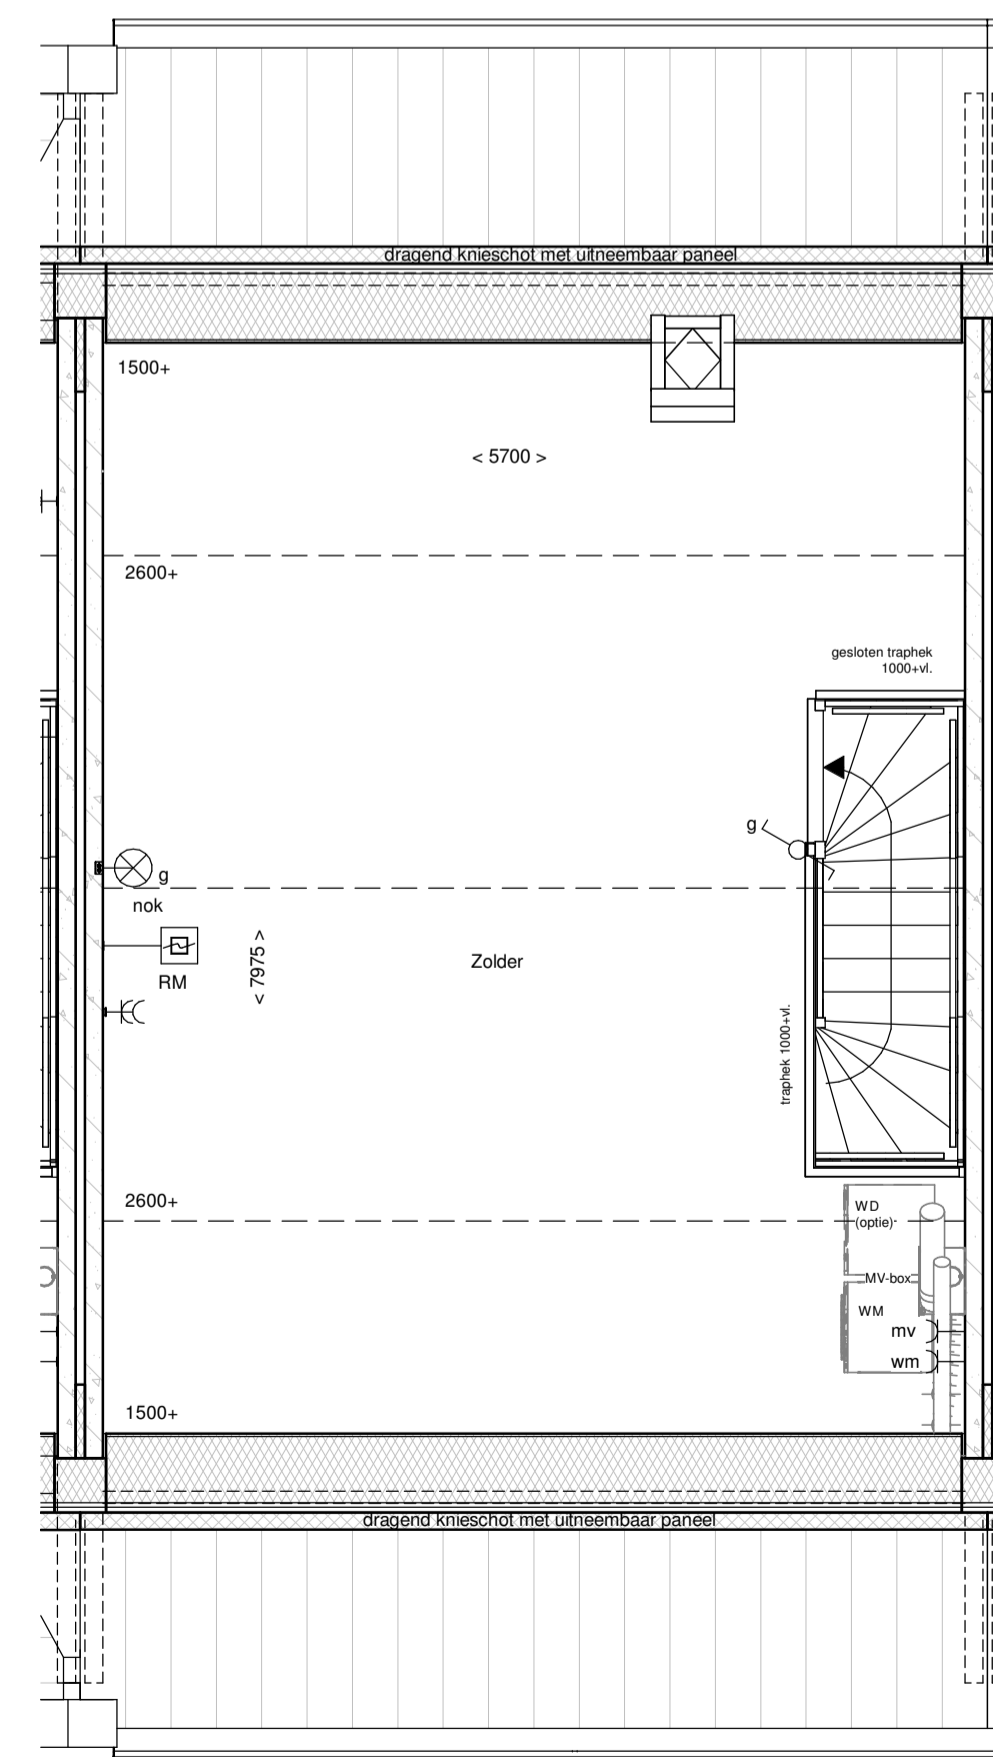 dragend knieschot met uitneembaar paneel
1500+
< 5700 >
2600+
gesloten traphek
1000+vl.
g
g
nok
RM
< 7975 >
Zolder
traphek 1000+vl.
2600+
WD
(optie)
MV-box
WM
mv
wm
1500+
dragend knieschot met uitneembaar paneel